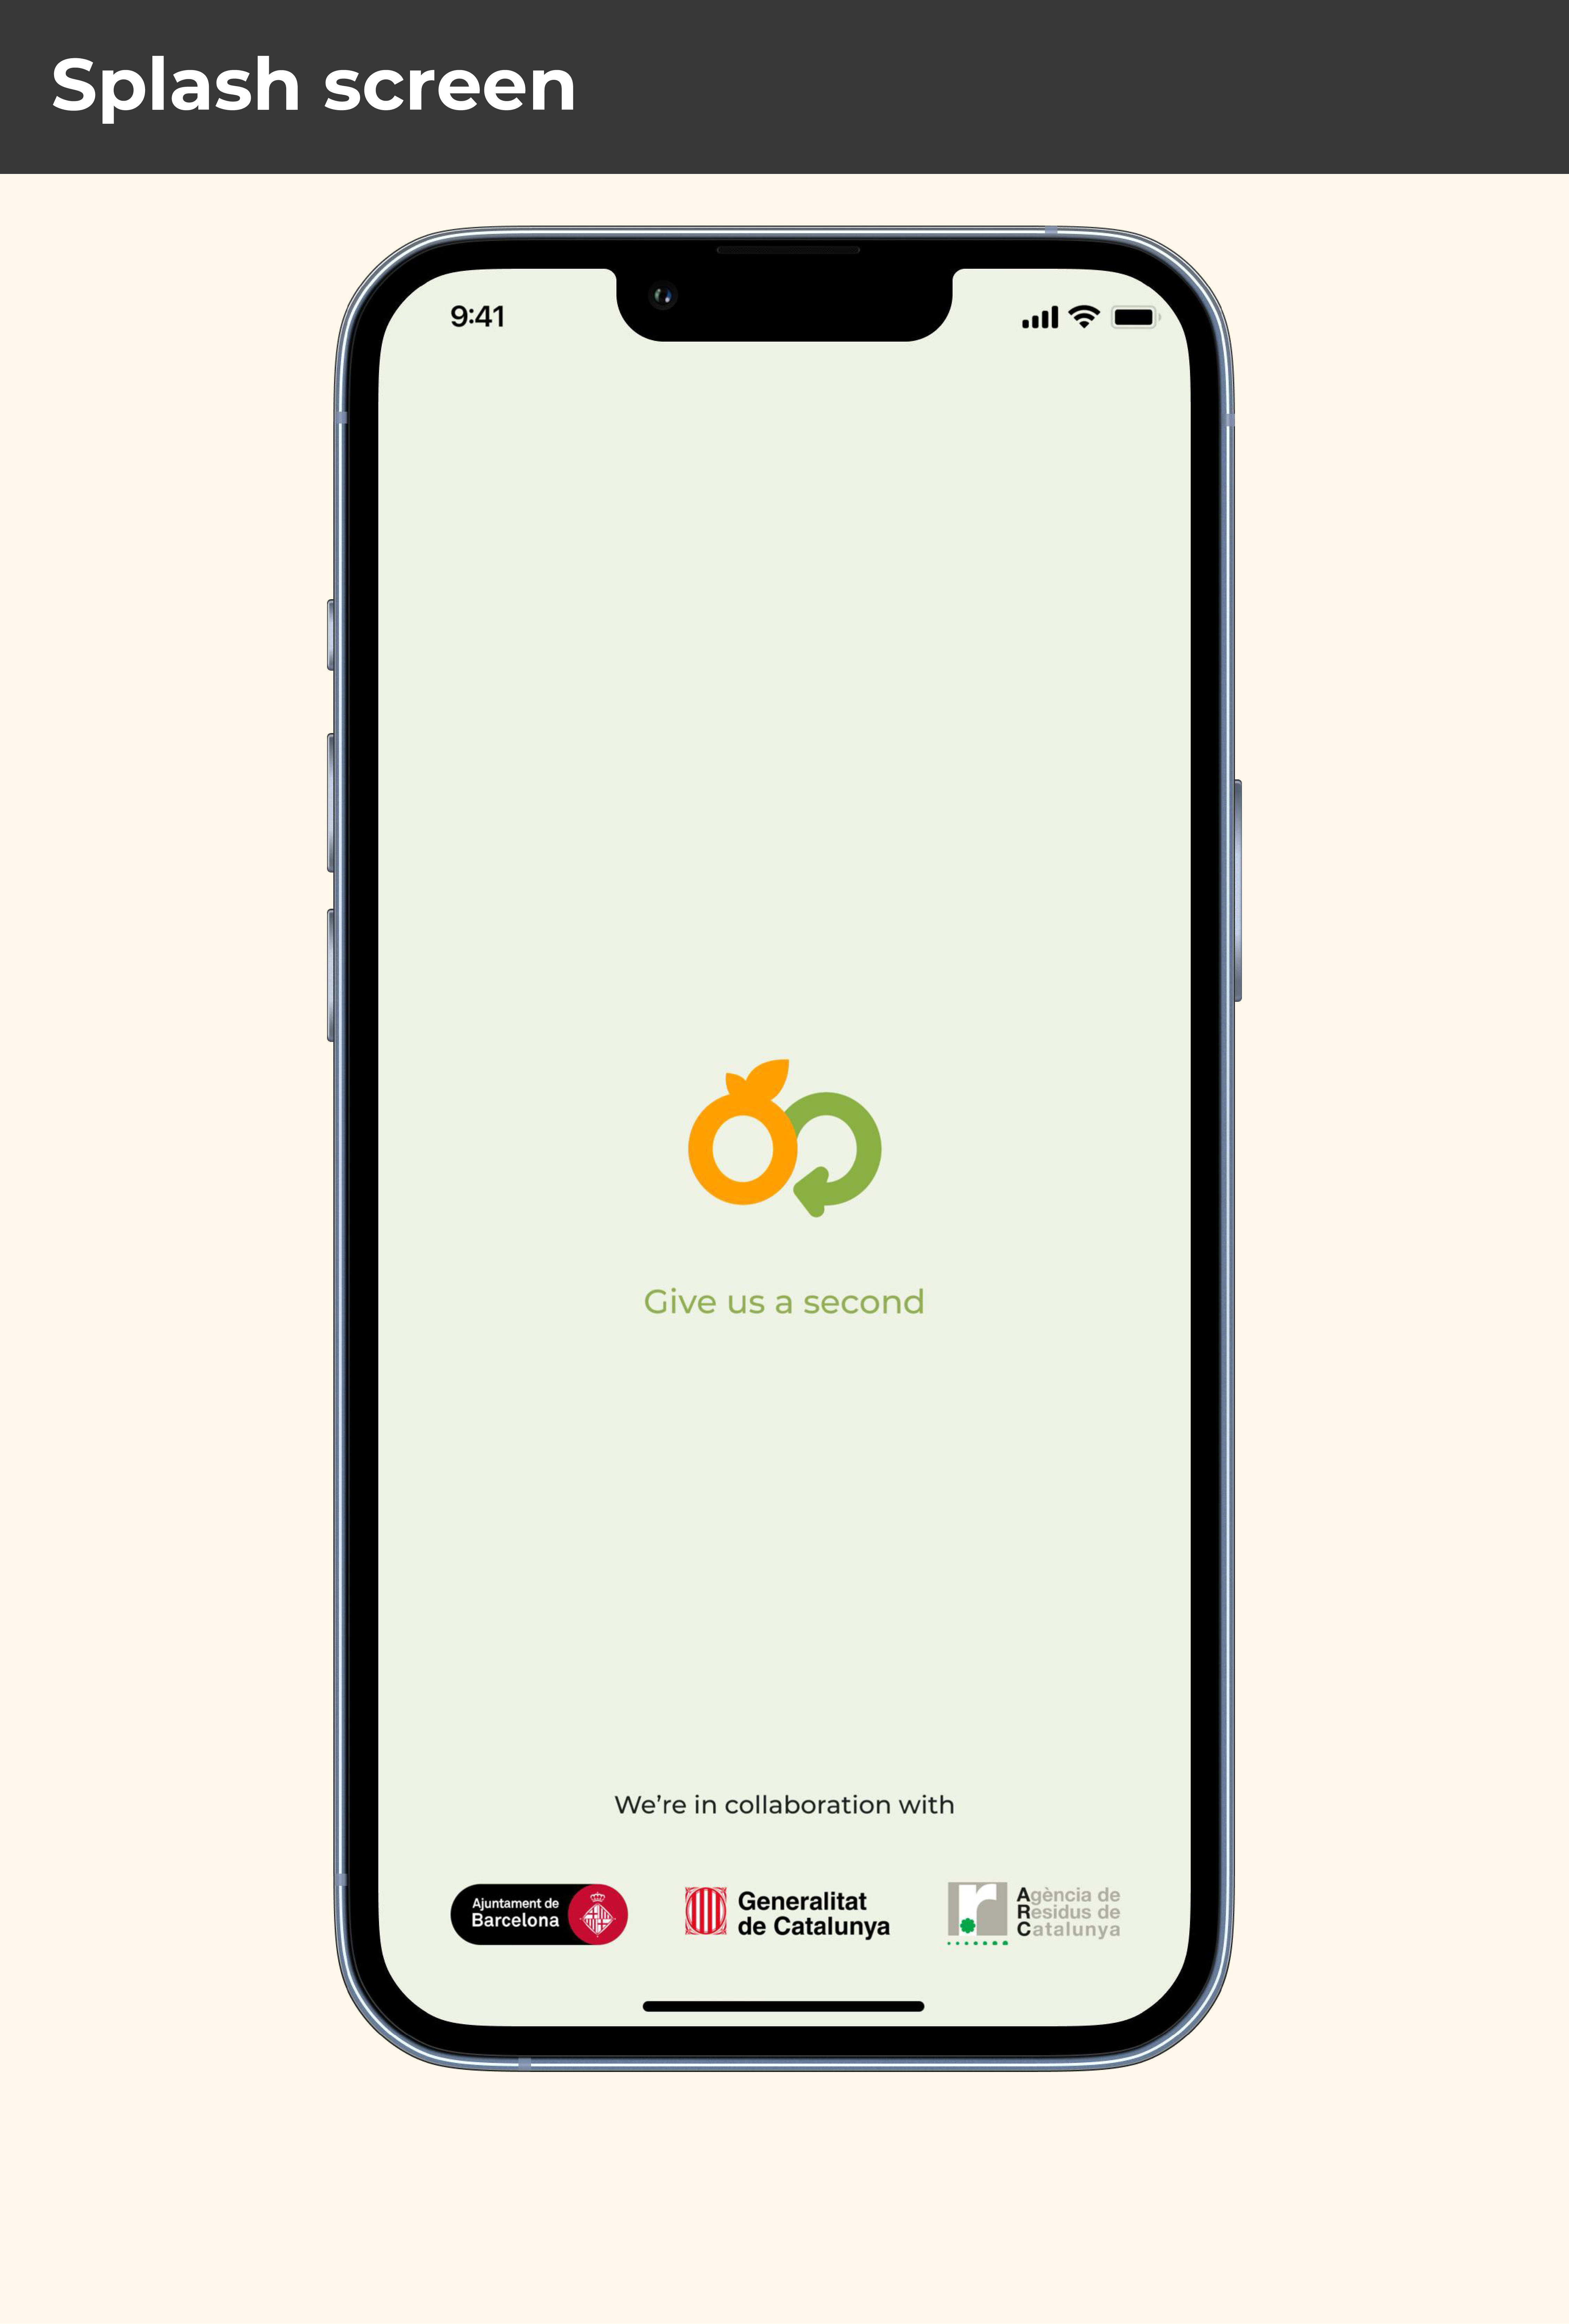 Splash screen
9:41
Give us a second
We’re in collaboration with
Ajuntament de
Barcelona
Generalitat
de Catalunya
r
Agència de
Residus de
Catalunya